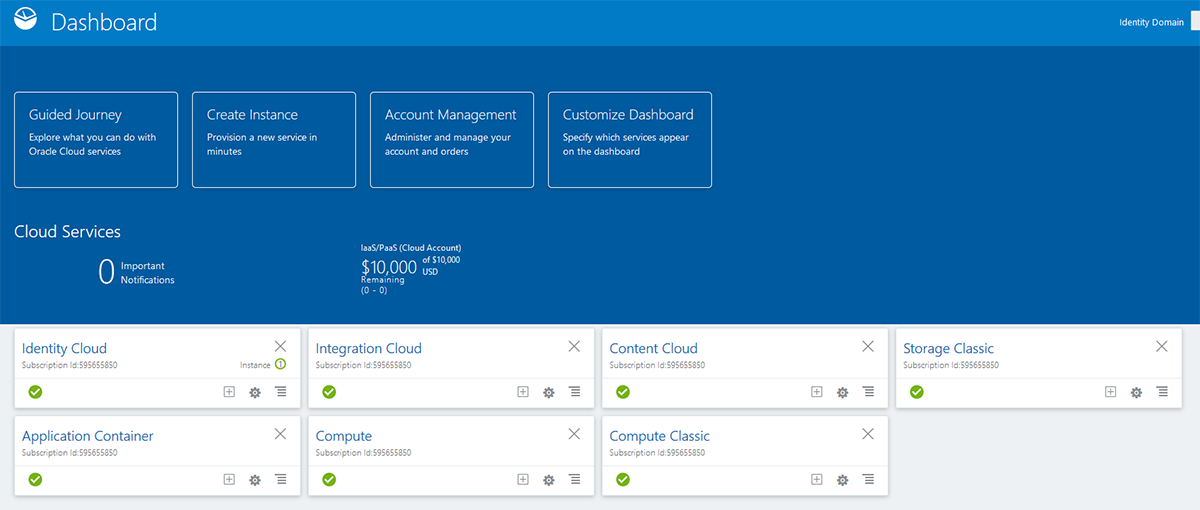 Dashboard
Identity Domain
Guided Journey
Explore what you can do with
Oracle Cloud services
Create Instance
Provision a new service in
minutes
Account Management
Administer and manage your
account and orders
Customize Dashboard
Specify which services appear
on the dashboard
Cloud Services
0 Important
Notifications
IaaS/PaaS (Cloud Account)
$10,000 of $10,000
USD
Remaining
(0 - 0)
Identity Cloud
Subscription Id:595655850
Instance 1
Integration Cloud
Subscription Id:595655850
Content Cloud
Subscription Id:595655850
Storage Classic
Subscription Id:595655850
Application Container
Subscription Id:595655850
Compute
Subscription Id:595655850
Compute Classic
Subscription Id:595655850